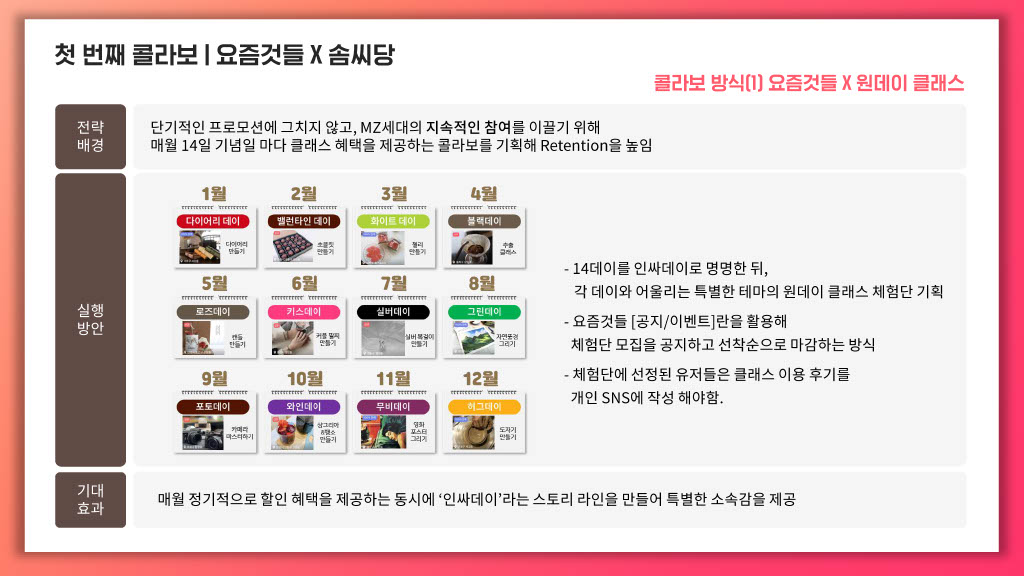 첫 번째 콜라보 | 요즘것들 X 솜씨당
콜라보 방식(1) 요즘것들 X 원데이 클래스
전략
배경
단기적인 프로모션에 그치지 않고, MZ세대의 지속적인 참여를 이끌기 위해
매월 14일 기념일 마다 클래스 혜택을 제공하는 콜라보를 기획해 Retention을 높임
실행
방안
1월
2월
3월
4월
다이어리 데이
밸런타인 데이
화이트 데이
블랙데이
다이어리
만들기
초콜릿
만들기
젤리
만들기
추출
클래스
5월
6월
7월
8월
로즈데이
키스데이
실버데이
그린데이
캔들
만들기
커플 팔찌
만들기
실버 목걸이
만들기
자연풍경
그리기
9월
10월
11월
12월
포토데이
와인데이
무비데이
허그데이
카메라
마스터하기
샹그리아
&뱅쇼
만들기
영화
포스터
그리기
도자기
만들기
- 14데이를 인싸데이로 명명한 뒤,
각 데이와 어울리는 특별한 테마의 원데이 클래스 체험단 기획
- 요즘것들 [공지/이벤트]란을 활용해
체험단 모집을 공지하고 선착순으로 마감하는 방식
- 체험단에 선정된 유저들은 클래스 이용 후기를
개인 SNS에 작성 해야함.
기대
효과
매월 정기적으로 할인 혜택을 제공하는 동시에 ‘인싸데이’라는 스토리 라인을 만들어 특별한 소속감을 제공